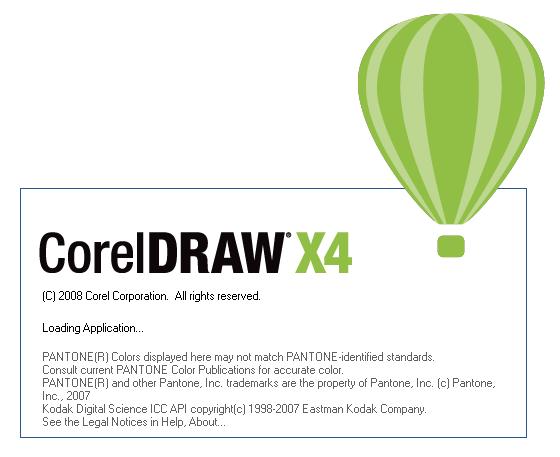 CorelDRAW® X4
(C) 2008 Corel Corporation.  All rights reserved.
Loading Application...
PANTONE(R) Colors displayed here may not match PANTONE-identified standards.
Consult current PANTONE Color Publications for accurate color.
PANTONE(R) and other Pantone, Inc. trademarks are the property of Pantone, Inc. (c) Pantone,
Inc., 2007
Kodak Digital Science ICC API copyright(c) 1998-2007 Eastman Kodak Company.
See the Legal Notices in Help, About...